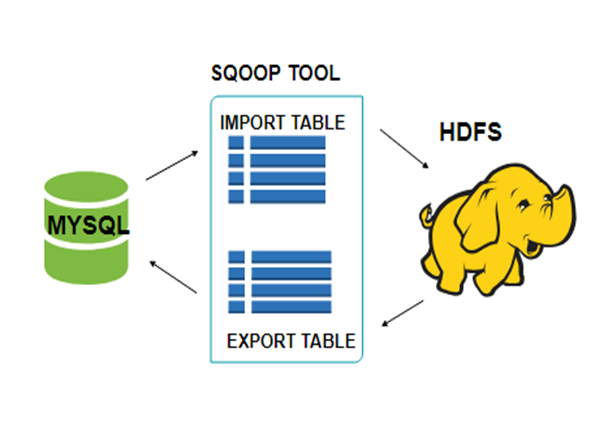 SQOOP TOOL
IMPORT TABLE
HDFS
MYSQL
EXPORT TABLE